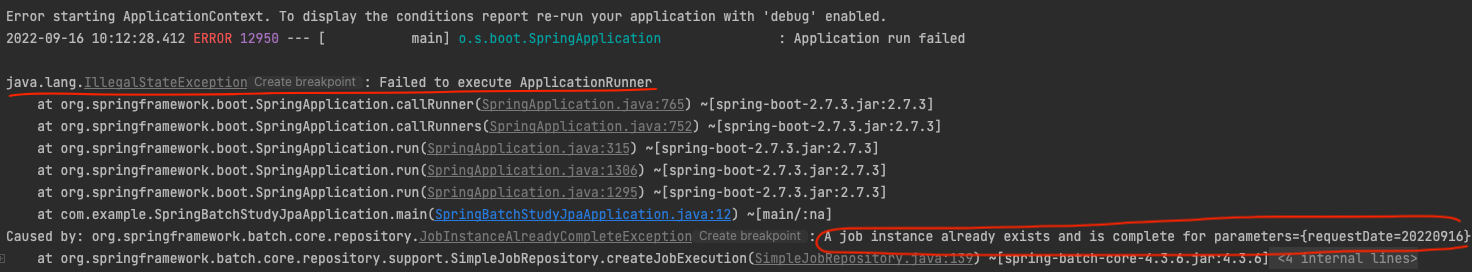 Error starting ApplicationContext. To display the conditions report re-run your application with 'debug' enabled.
2022-09-16 10:12:28.412 ERROR 12950 --- [           main] o.s.boot.SpringApplication               : Application run failed
java.lang.IllegalStateException Create breakpoint : Failed to execute ApplicationRunner
at org.springframework.boot.SpringApplication.callRunner(SpringApplication.java:765) ~[spring-boot-2.7.3.jar:2.7.3]
at org.springframework.boot.SpringApplication.callRunners(SpringApplication.java:752) ~[spring-boot-2.7.3.jar:2.7.3]
at org.springframework.boot.SpringApplication.run(SpringApplication.java:315) ~[spring-boot-2.7.3.jar:2.7.3]
at org.springframework.boot.SpringApplication.run(SpringApplication.java:1306) ~[spring-boot-2.7.3.jar:2.7.3]
at org.springframework.boot.SpringApplication.run(SpringApplication.java:1295) ~[spring-boot-2.7.3.jar:2.7.3]
at com.example.SpringBatchStudyJpaApplication.main(SpringBatchStudyJpaApplication.java:12) ~[main/:na]
Caused by: org.springframework.batch.core.repository.JobInstanceAlreadyCompleteException Create breakpoint : A job instance already exists and is complete for parameters={requestDate=20220916}
at org.springframework.batch.core.repository.support.SimpleJobRepository.createJobExecution(SimpleJobRepository.java:139) ~[spring-batch-core-4.3.6.jar:4.3.6] <4 internal lines>